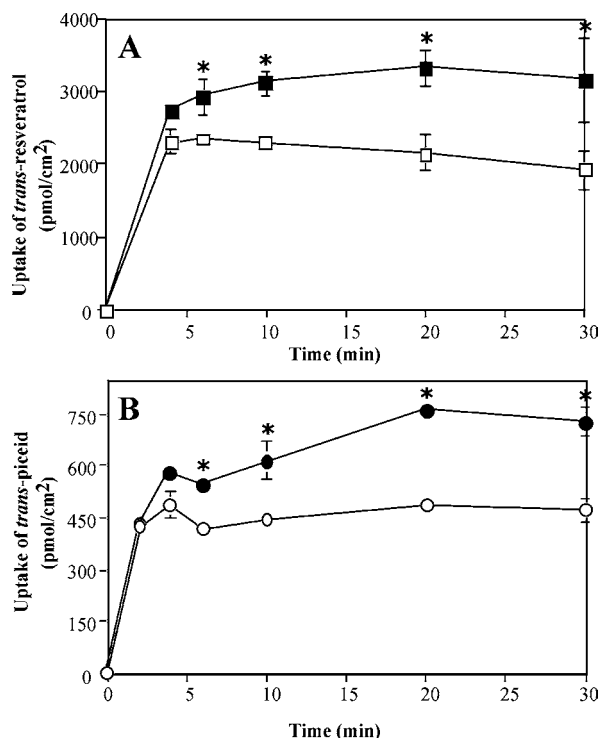 A
Uptake of trans-resveratrol
(pmol/cm²)
4000
3000
2000
1000
0
* * * *
0 5 10 15 20 25 30
Time (min)
B
Uptake of trans-piceid
(pmol/cm²)
750
600
450
300
150
0
* * * *
0 5 10 15 20 25 30
Time (min)